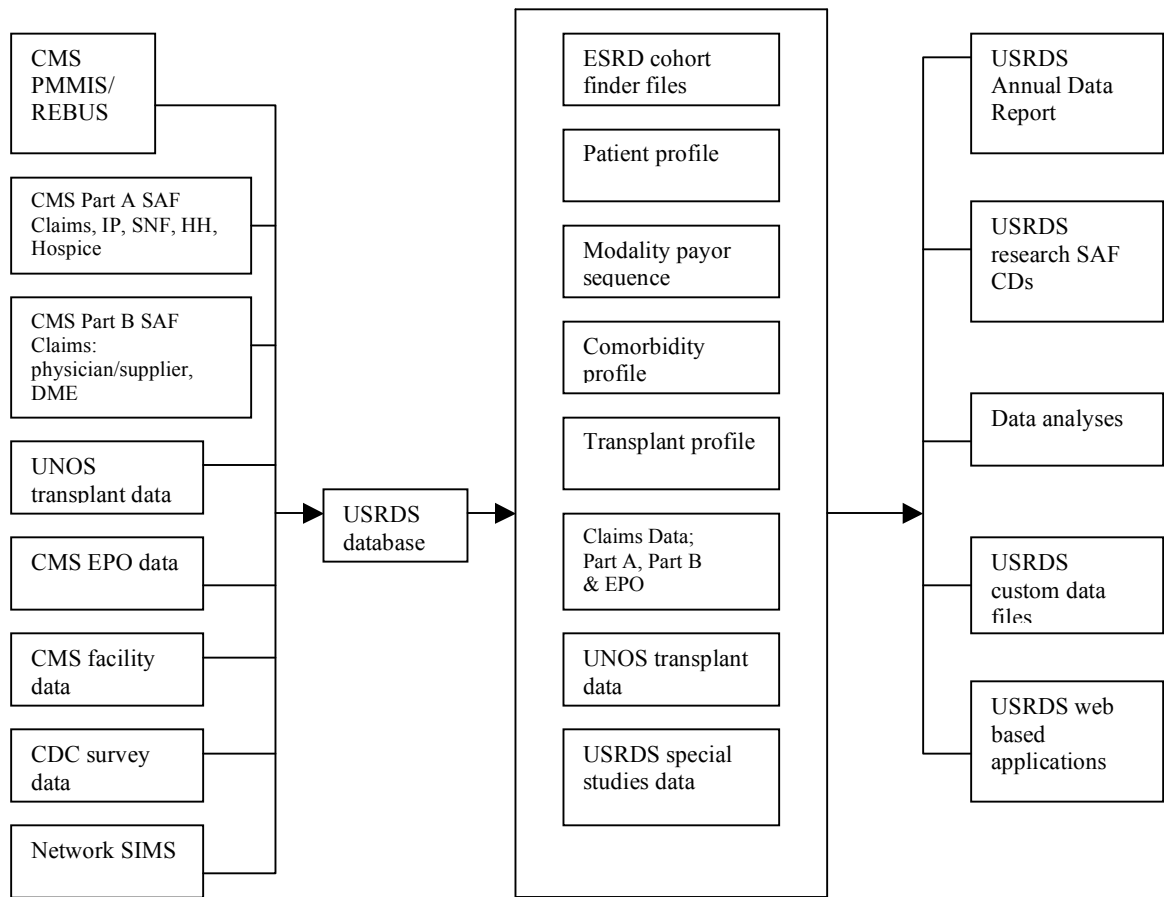 CMS
PMMIS/
REBUS
CMS Part A SAF
Claims, IP, SNF, HH,
Hospice
CMS Part B SAF
Claims:
physician/supplier,
DME
UNOS
transplant data
CMS EPO data
CMS facility
data
CDC survey
data
Network SIMS
USRDS
database
ESRD cohort
finder files
Patient profile
Modality payor
sequence
Comorbidity
profile
Transplant profile
Claims Data;
Part A, Part B
& EPO
UNOS transplant
data
USRDS special
studies data
USRDS
Annual Data
Report
USRDS
research SAF
CDs
Data analyses
USRDS
custom data
files
USRDS web
based
applications